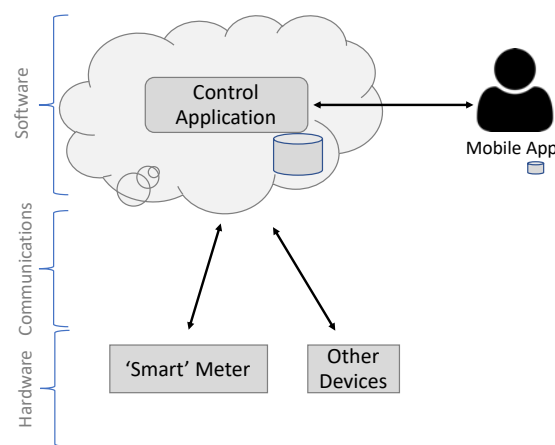 Software
Control
Application
Mobile App
Communications
Hardware
‘Smart’ Meter
Other
Devices